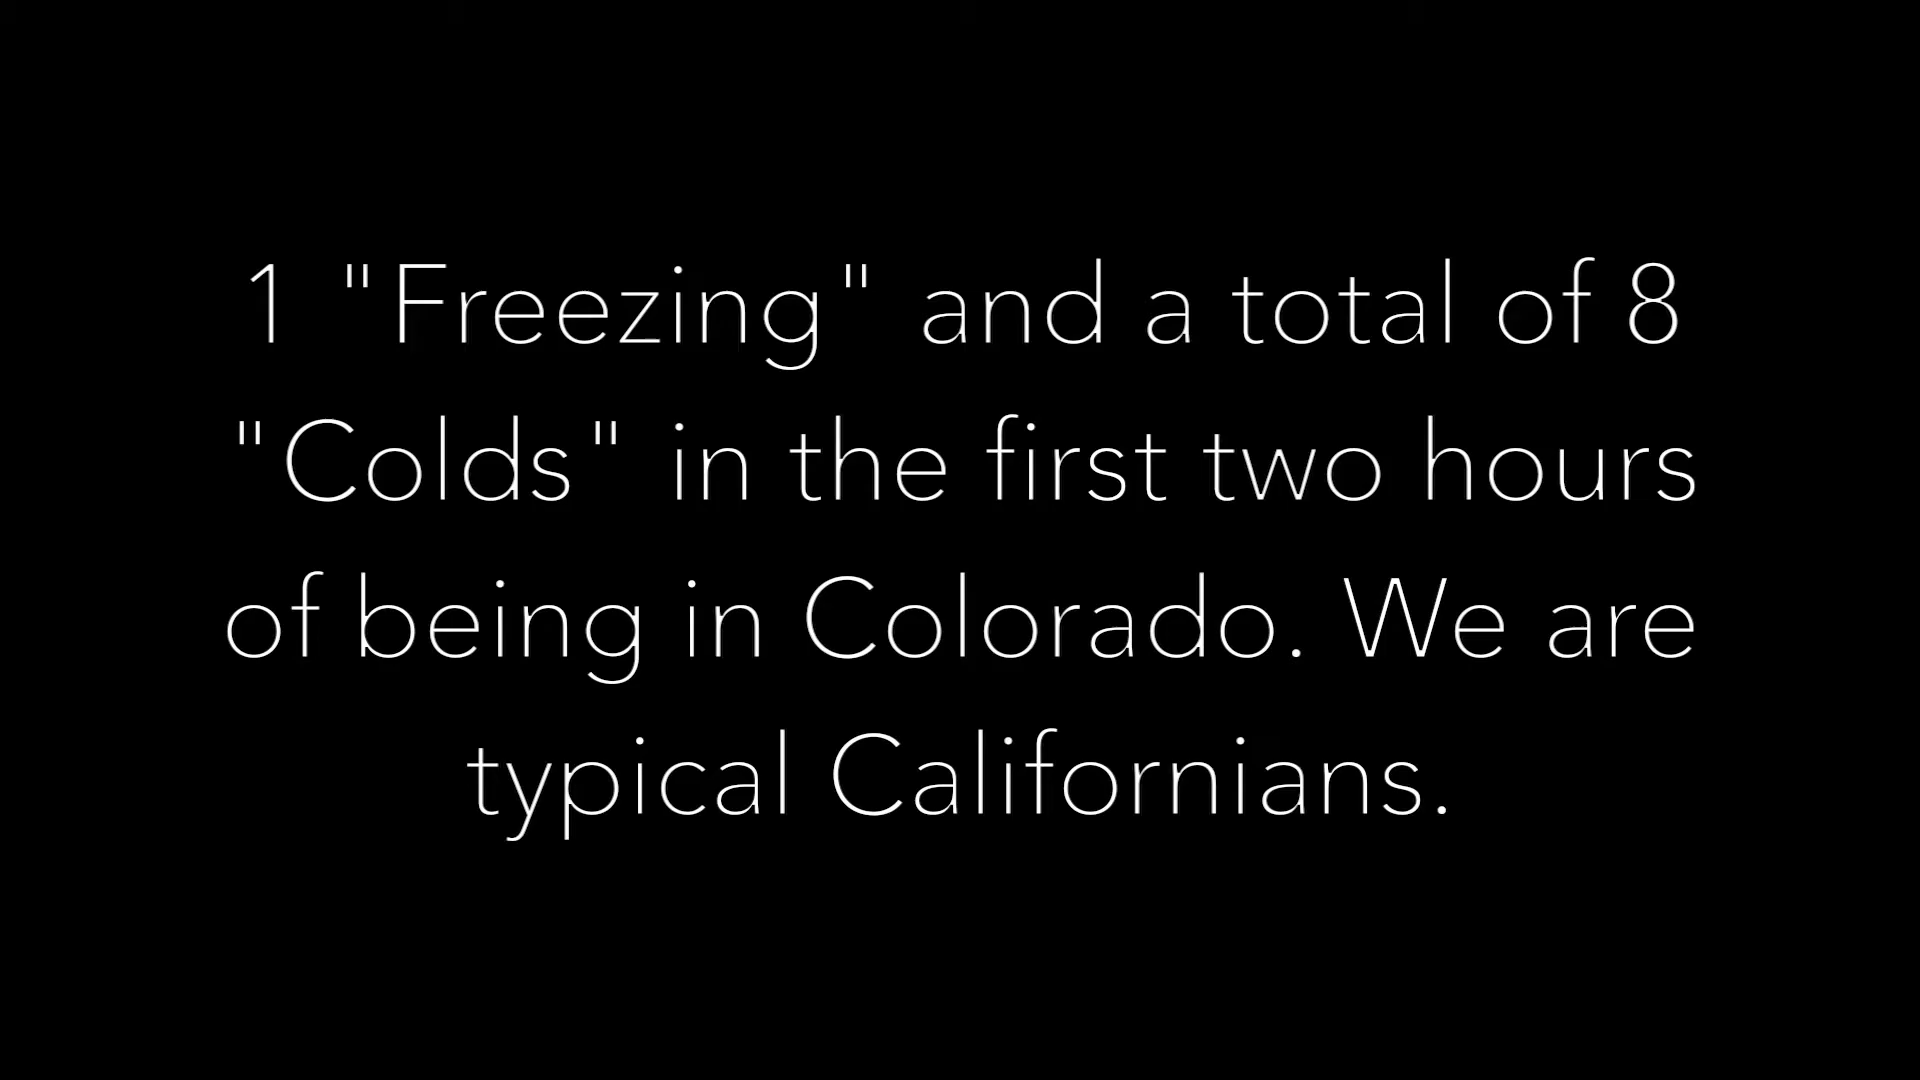 1 "Freezing" and a total of 8
"Colds" in the first two hours
of being in Colorado. We are
typical Californians.